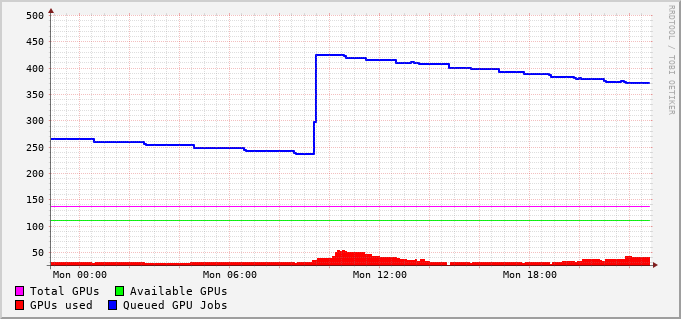 500
450
400
350
300
250
200
150
100
50
Mon 00:00 Mon 06:00 Mon 12:00 Mon 18:00
Total GPUs Available GPUs
GPUs used Queued GPU Jobs
RRDTOOL / TOBI OETIKER